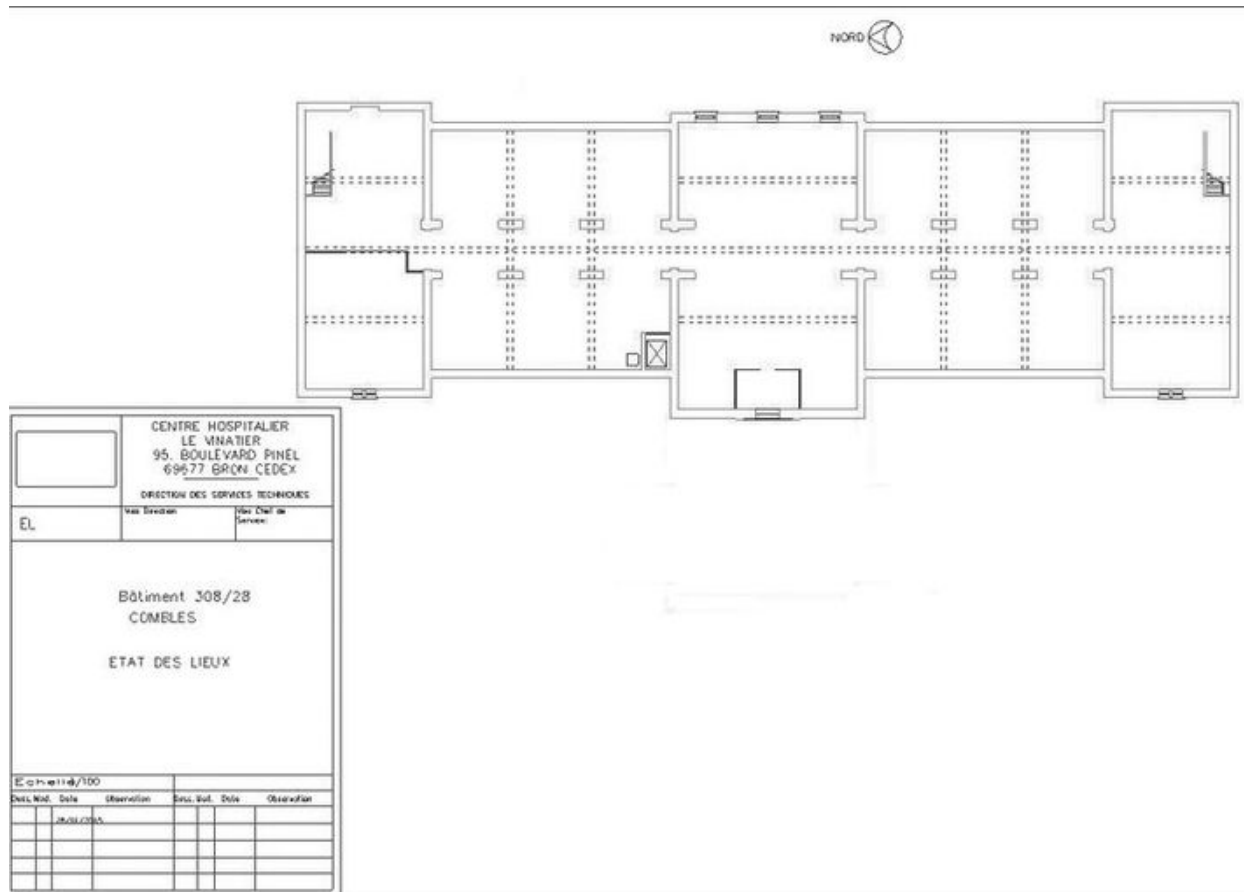 NORD
CENTRE HOSPITALIER
LE VINATIER
95. BOULEVARD PINEL
69677 BRON CEDEX
DIRECTION DES SERVICES TECHNIQUES
EL
Visa Direction
Visa Chef de
Service:
Bâtiment 308/28
COMBLES
ETAT DES LIEUX
Echelle/100
Dess. Mod. Date Observation Dess. Mod. Date Observation